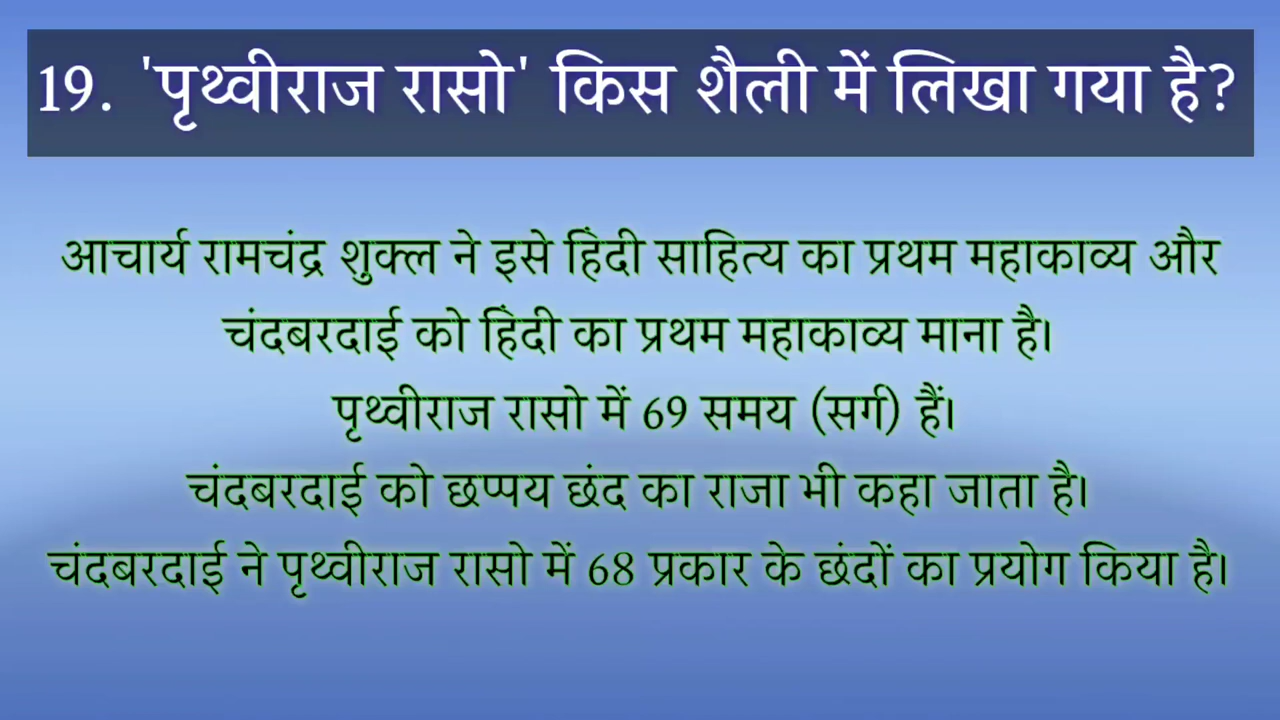 19. 'पृथ्वीराज रासो' किस शैली में लिखा गया है?
आचार्य रामचंद्र शुक्ल ने इसे हिंदी साहित्य का प्रथम महाकाव्य और
चंदबरदाई को हिंदी का प्रथम महाकाव्य माना है।
पृथ्वीराज रासो में 69 समय (सर्ग) हैं।
चंदबरदाई को छप्पय छंद का राजा भी कहा जाता है।
चंदबरदाई ने पृथ्वीराज रासो में 68 प्रकार के छंदों का प्रयोग किया है।